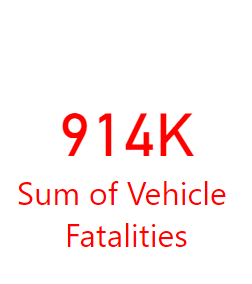 914K
Sum of Vehicle
Fatalities